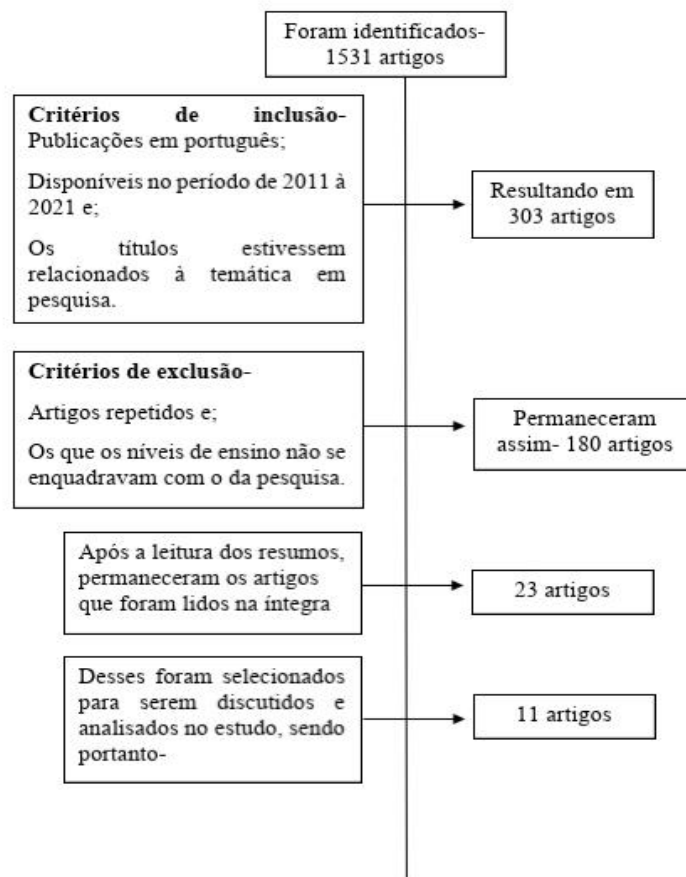 Foram identificados-
1531 artigos
Critérios de inclusão-
Publicações em português;
Disponíveis no período de 2011 à
2021 e;
Os títulos estivessem
relacionados à temática em
pesquisa.
Resultando em
303 artigos
Critérios de exclusão-
Artigos repetidos e;
Os que os níveis de ensino não se
enquadravam com o da pesquisa.
Permaneceram
assim- 180 artigos
Após a leitura dos resumos,
permaneceram os artigos
que foram lidos na íntegra
23 artigos
Desses foram selecionados
para serem discutidos e
analisados no estudo, sendo
portanto-
11 artigos